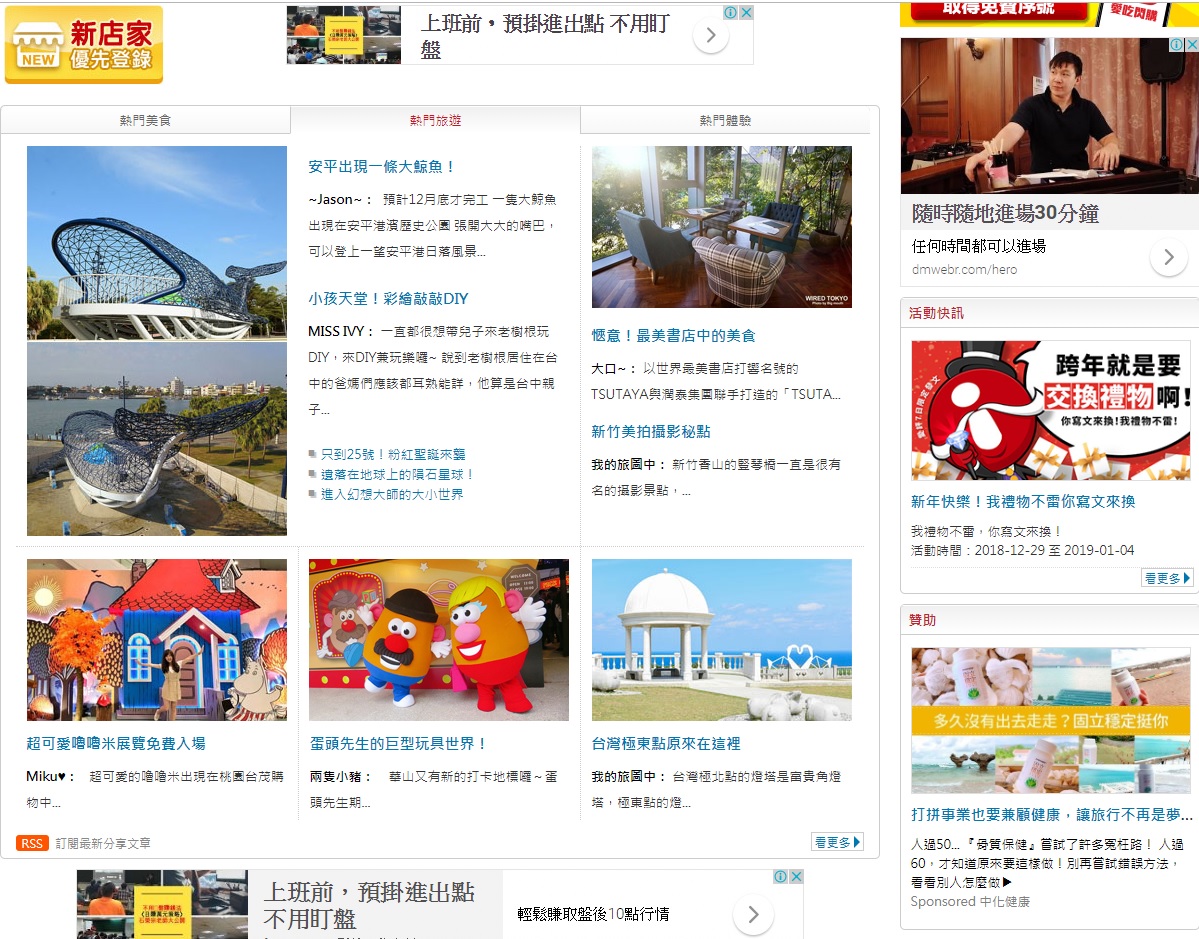 新店家
NEW 優先登錄
上班前，預掛進出點 不用盯
盤
取得免費序號
愛吃閃購
熱門美食
熱門旅遊
熱門體驗
安平出現一條大鯨魚！
~Jason~： 預計12月底才完工 一隻大鯨魚
出現在安平港濱歷史公園 張開大大的嘴巴，
可以登上一望安平港日落風景...
小孩天堂！彩繪敲敲DIY
MISS IVY： 一直都很想帶兒子來老樹根玩
DIY，來DIY兼玩樂囉~ 說到老樹根居住在台
中的爸媽們應該都耳熟能詳，他算是台中親
子...
只到25號！粉紅聖誕來襲
遺落在地球上的隕石星球！
進入幻想大師的大小世界
WIRED TOKYO
愜意！最美書店中的美食
大口~： 以世界最美書店打響名號的
TSUTAYA與潤泰集團聯手打造的「TSUTA...
新竹美拍攝影秘點
我的旅圖中： 新竹香山的豎琴橋一直是很有
名的攝影景點，...
WELCOME
超可愛嚕嚕米展覽免費入場
Miku♥： 超可愛的嚕嚕米出現在桃園台茂購
物中...
蛋頭先生的巨型玩具世界！
兩隻小豬： 華山又有新的打卡地標囉～蛋
頭先生期...
台灣極東點原來在這裡
我的旅圖中： 台灣極北點的燈塔是富貴角燈
塔，極東點的燈...
RSS 訂閱最新分享文章
看更多
上班前，預掛進出點
不用盯盤
輕鬆賺取盤後10點行情
隨時隨地進場30分鐘
任何時間都可以進場
dmwebr.com/hero
活動快訊
跨年就是要
交換禮物啊!
你寫文來換!我禮物不雷!
新年快樂！我禮物不雷你寫文來換
我禮物不雷，你寫文來換！
活動時間：2018-12-29 至 2019-01-04
看更多
贊助
多久沒有出去走走？固立穩定挺你
打拼事業也要兼顧健康，讓旅行不再是夢...
人過50...『骨質保健』嘗試了許多冤枉路！ 人過
60，才知道原來要這樣做！別再嘗試錯誤方法，
看看別人怎麼做▶
Sponsored 中化健康